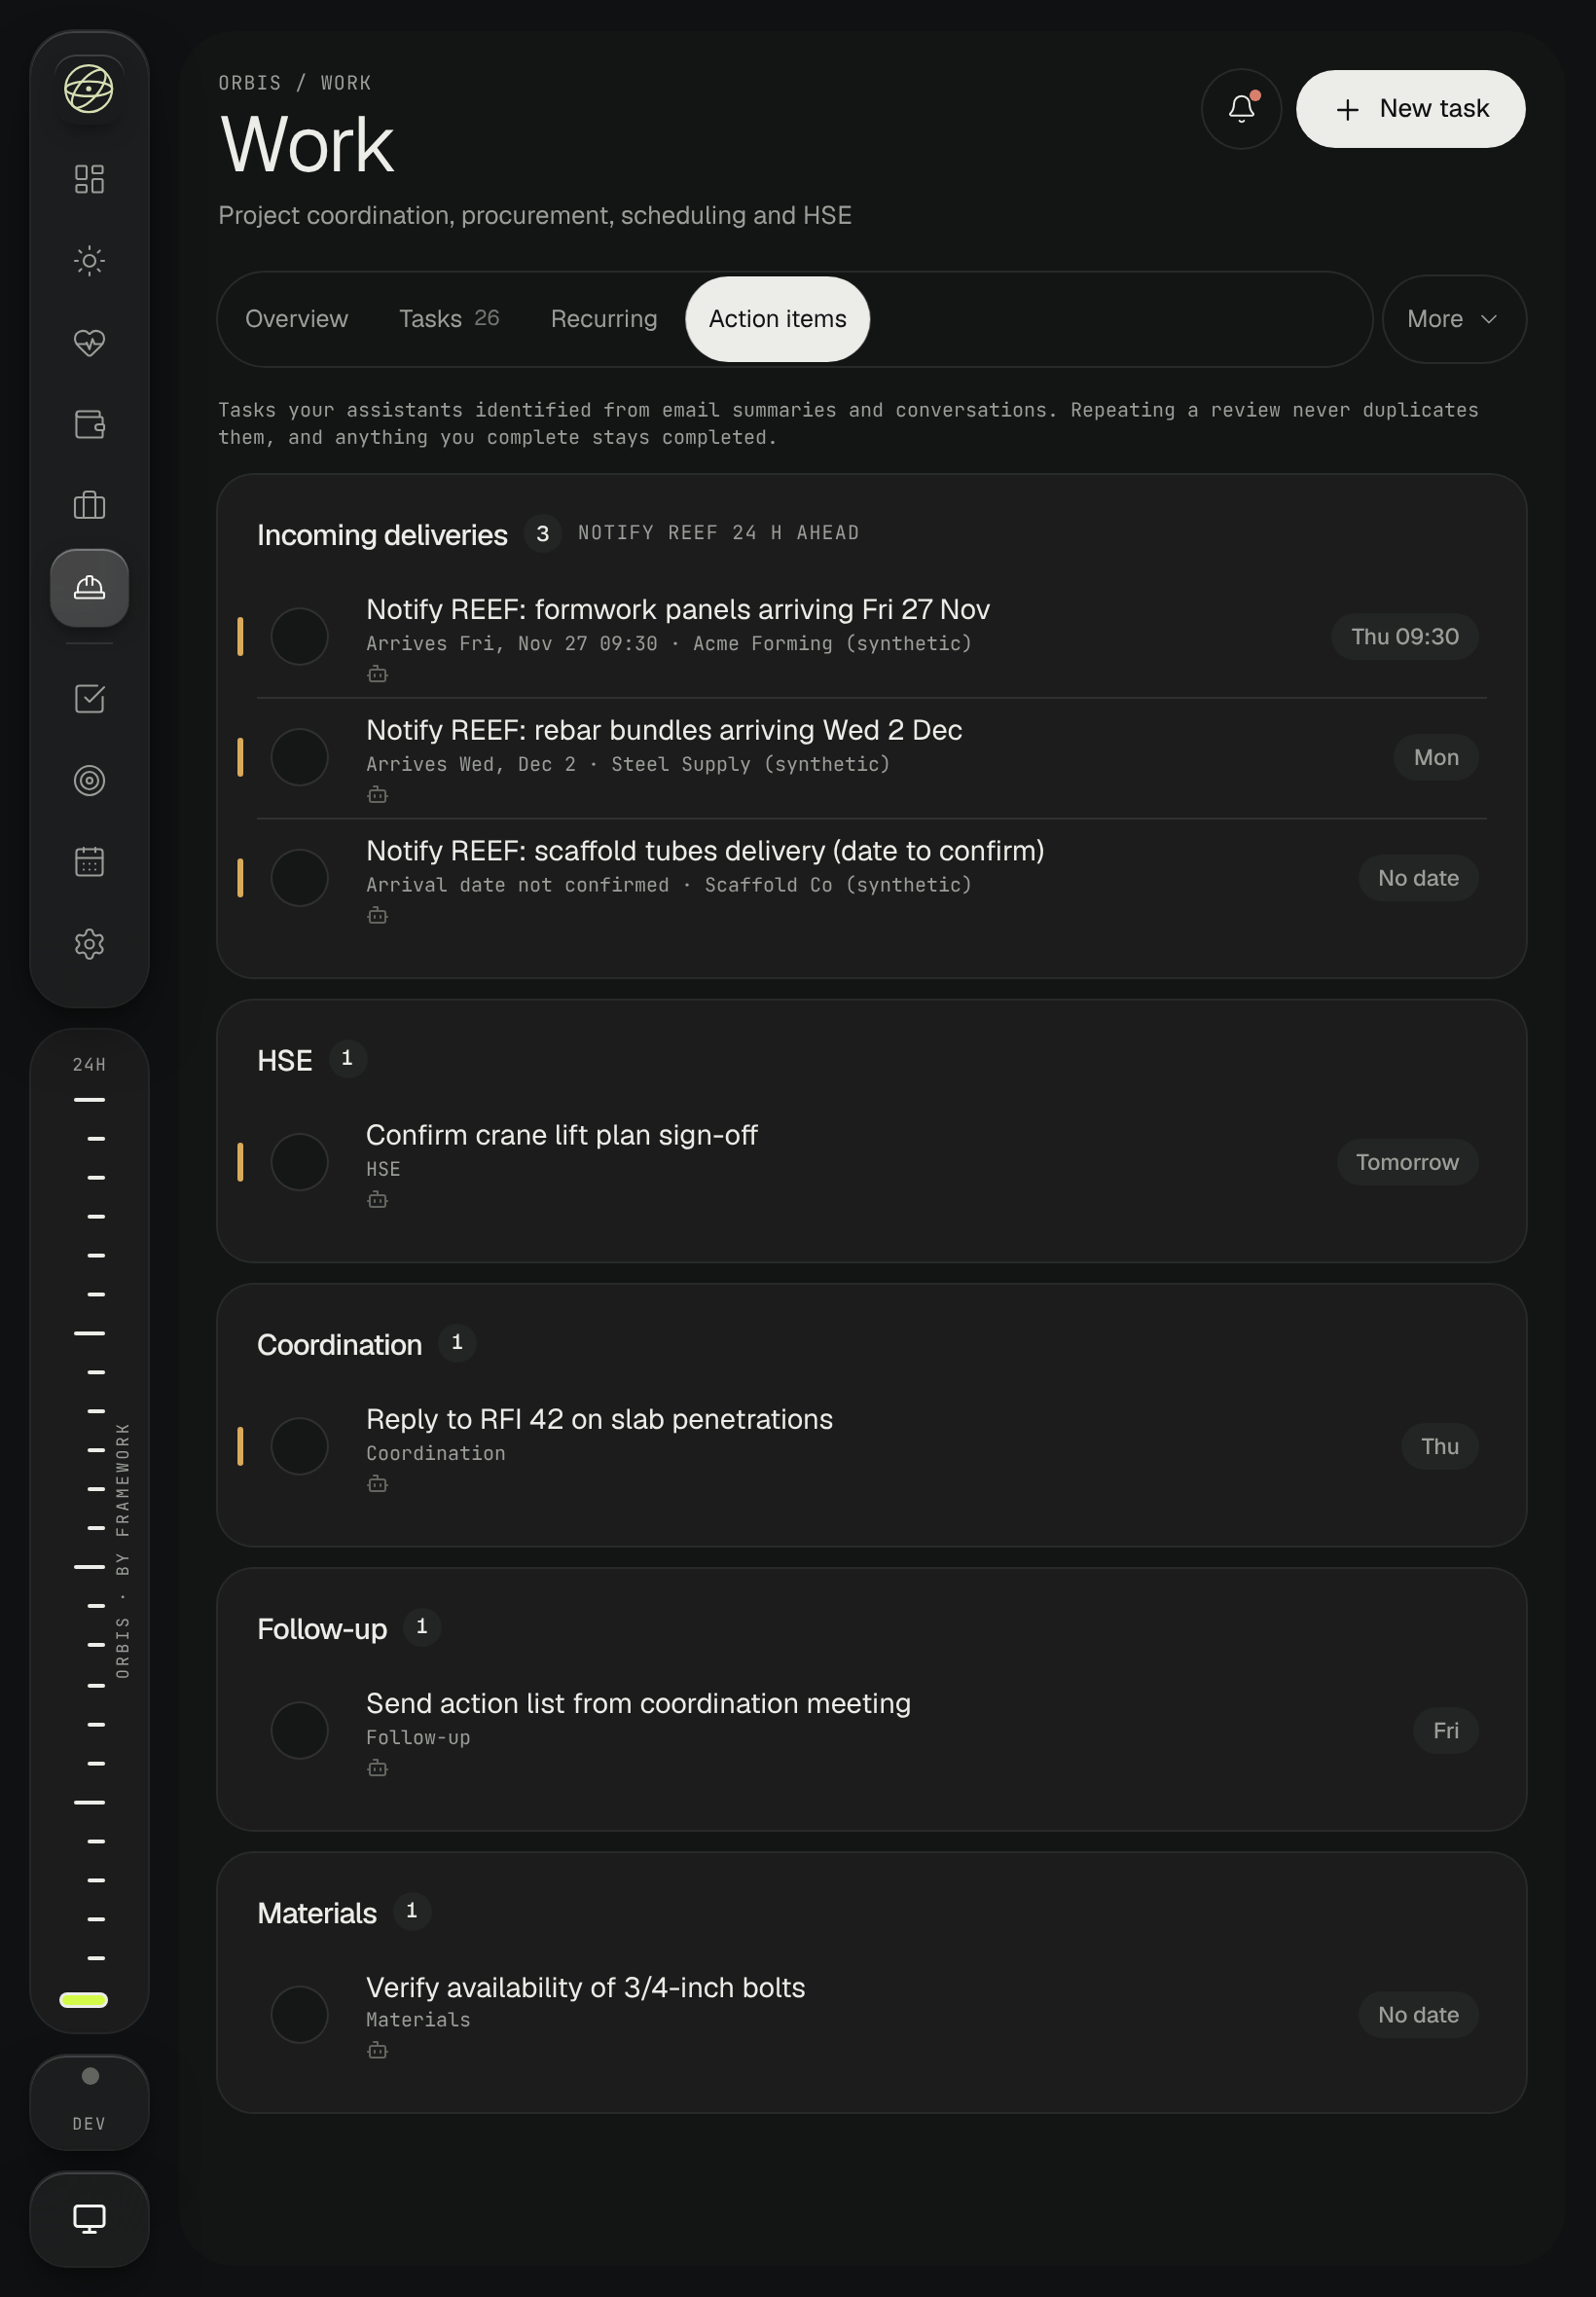 ORBIS / WORK
Work
Project coordination, procurement, scheduling and HSE
New task
Overview
Tasks 26
Recurring
Action items
More
Tasks your assistants identified from email summaries and conversations. Repeating a review never duplicates
them, and anything you complete stays completed.
Incoming deliveries 3 NOTIFY REEF 24 H AHEAD
Notify REEF: formwork panels arriving Fri 27 Nov
Arrives Fri, Nov 27 09:30 · Acme Forming (synthetic)
Thu 09:30
Notify REEF: rebar bundles arriving Wed 2 Dec
Arrives Wed, Dec 2 · Steel Supply (synthetic)
Mon
Notify REEF: scaffold tubes delivery (date to confirm)
Arrival date not confirmed · Scaffold Co (synthetic)
No date
HSE 1
Confirm crane lift plan sign-off
HSE
Tomorrow
Coordination 1
Reply to RFI 42 on slab penetrations
Coordination
Thu
Follow-up 1
Send action list from coordination meeting
Follow-up
Fri
Materials 1
Verify availability of 3/4-inch bolts
Materials
No date
24H
ORBIS · BY FRAMEWORK
DEV